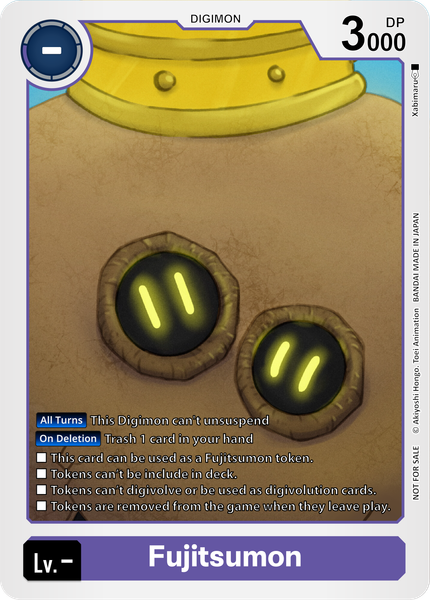 DIGIMON
-
3000
DP
Xabimaru
All Turns This Digimon can't unsuspend
On Deletion Trash 1 card in your hand
This card can be used as a Fujitsumon token.
Tokens can't be include in deck.
Tokens can't digivolve or be used as digivolution cards.
Tokens are removed from the game when they leave play.
NOT FOR SALE © Akiyoshi Hongo. Toei Animation BANDAI MADE IN JAPAN
Lv.-
Fujitsumon